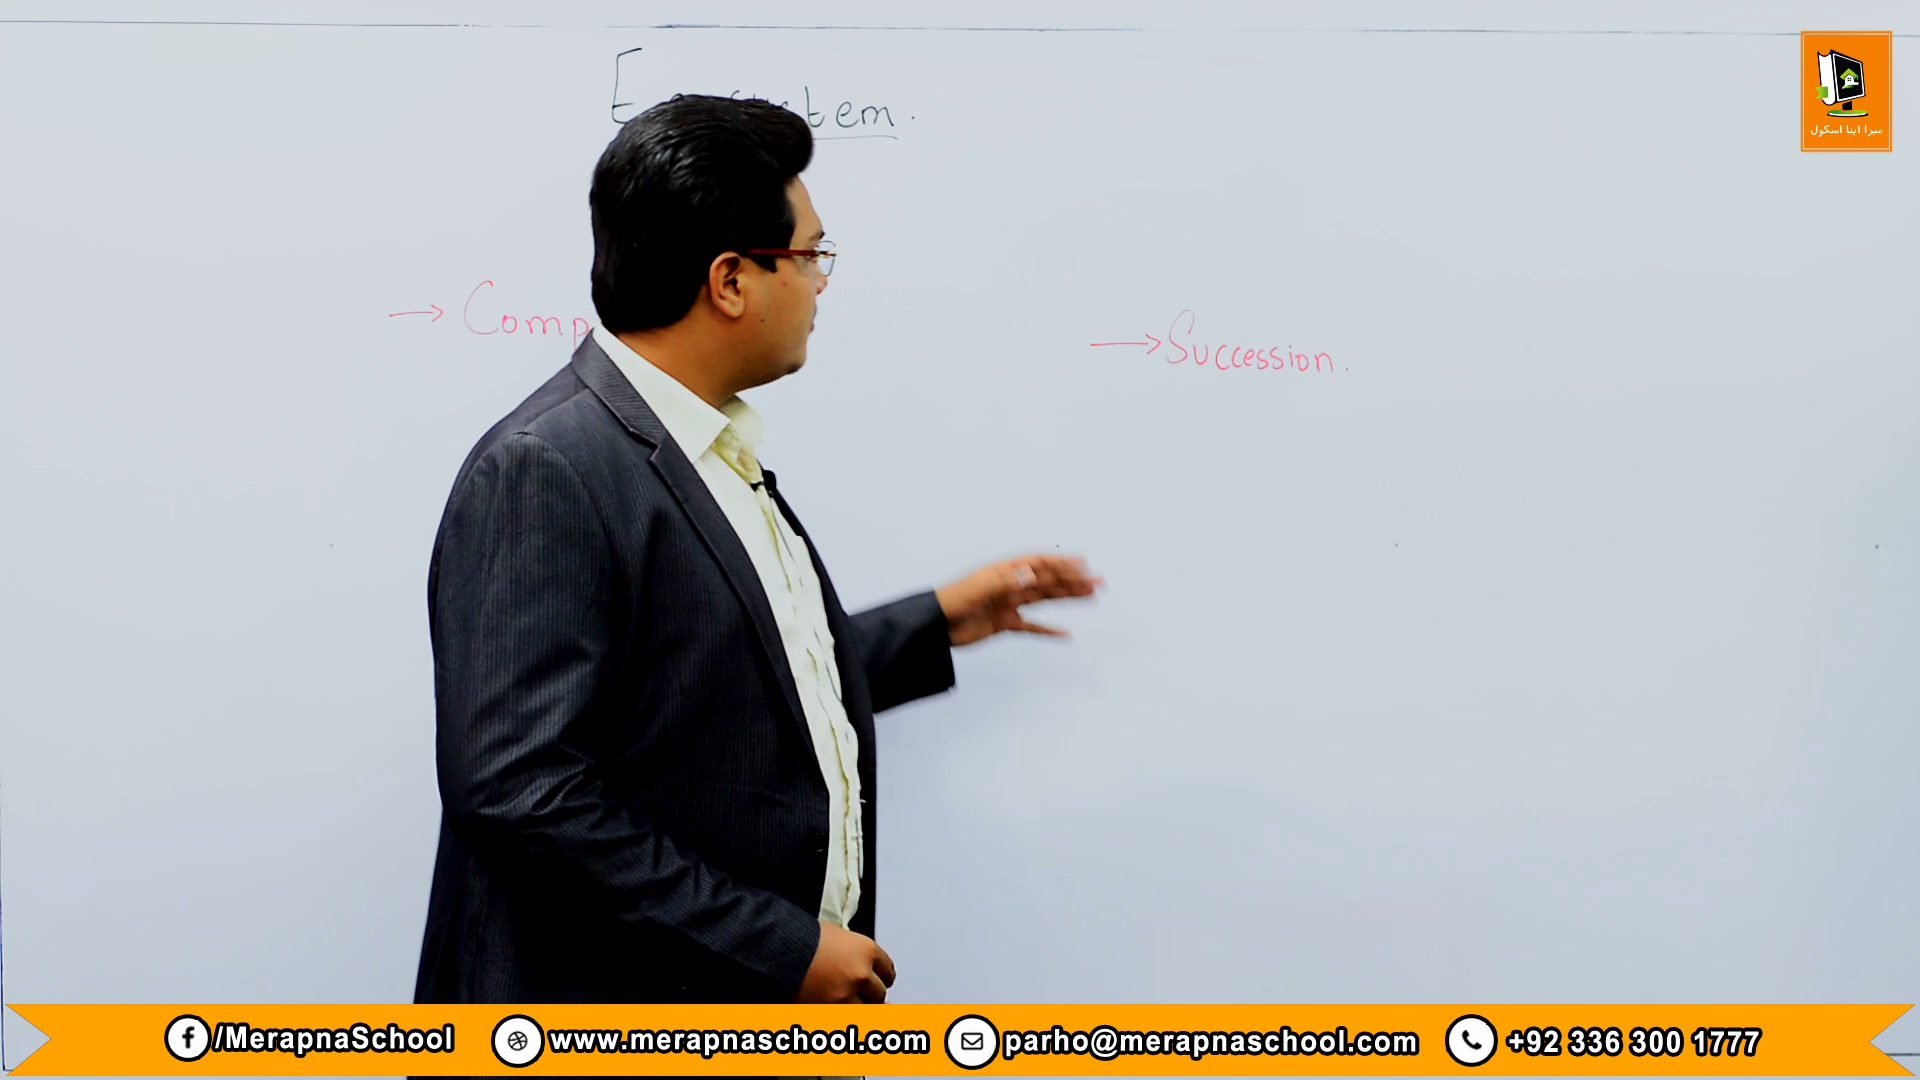 tem.
میرا اپنا اسکول
→ Comp
→ Succession.
/MerapnaSchool
www.merapnaschool.com
parho@merapnaschool.com
+92 336 300 1777